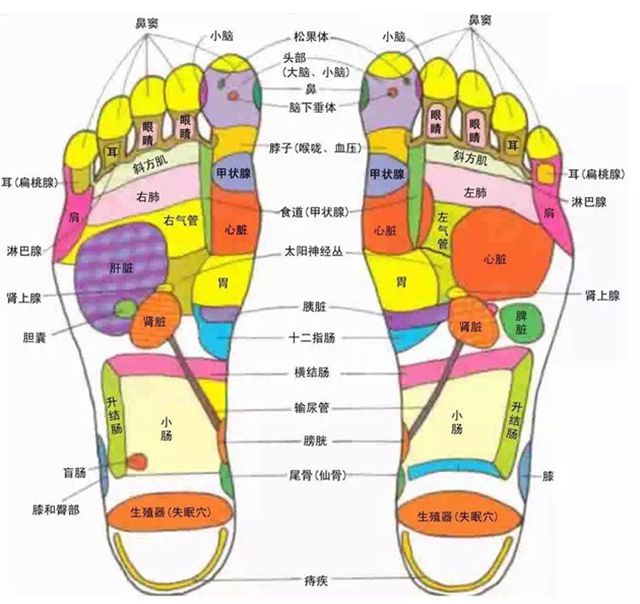 鼻窦
鼻窦
小脑
松果体
小脑
头部
(大脑、小脑)
鼻
脑下垂体
眼睛
眼睛
眼睛
眼睛
耳
耳
脖子(喉咙、血压)
斜方肌
斜方肌
耳(扁桃腺)
甲状腺
甲状腺
耳(扁桃腺)
右肺
左肺
淋巴腺
肩
食道(甲状腺)
肩
右气管
左气管
淋巴腺
心脏
心脏
心脏
太阳神经丛
肝脏
胃
胃
肾上腺
肾上腺
胰脏
胆囊
肾脏
肾脏
脾脏
十二指肠
横结肠
升结肠
小肠
输尿管
小肠
升结肠
膀胱
盲肠
尾骨(仙骨)
膝
膝和臀部
生殖器(失眠穴)
生殖器(失眠穴)
痔疾